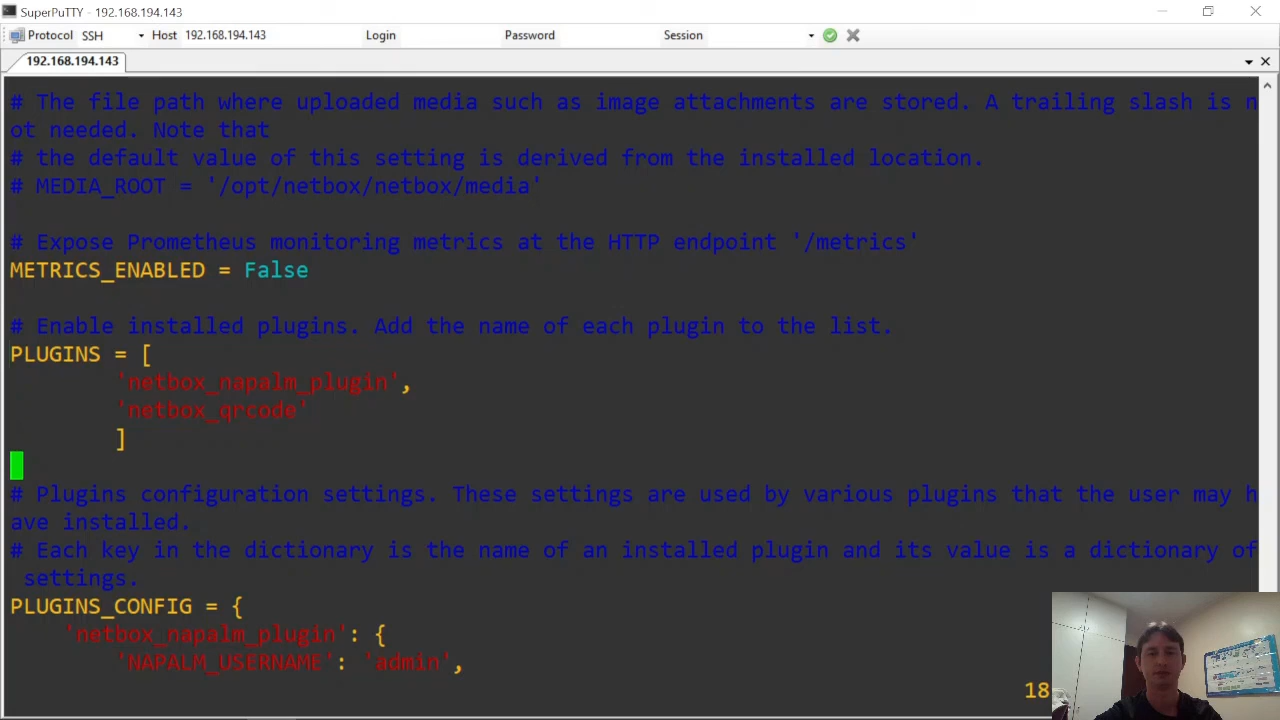 SuperPuTTY - 192.168.194.143
Protocol SSH Host 192.168.194.143 Login Password Session
192.168.194.143
# The file path where uploaded media such as image attachments are stored. A trailing slash is n
ot needed. Note that
# the default value of this setting is derived from the installed location.
# MEDIA_ROOT = '/opt/netbox/netbox/media'
# Expose Prometheus monitoring metrics at the HTTP endpoint '/metrics'
METRICS_ENABLED = False
# Enable installed plugins. Add the name of each plugin to the list.
PLUGINS = [
'netbox_napalm_plugin',
'netbox_qrcode'
]
# Plugins configuration settings. These settings are used by various plugins that the user may h
ave installed.
# Each key in the dictionary is the name of an installed plugin and its value is a dictionary of
settings.
PLUGINS_CONFIG = {
'netbox_napalm_plugin': {
'NAPALM_USERNAME': 'admin',
18